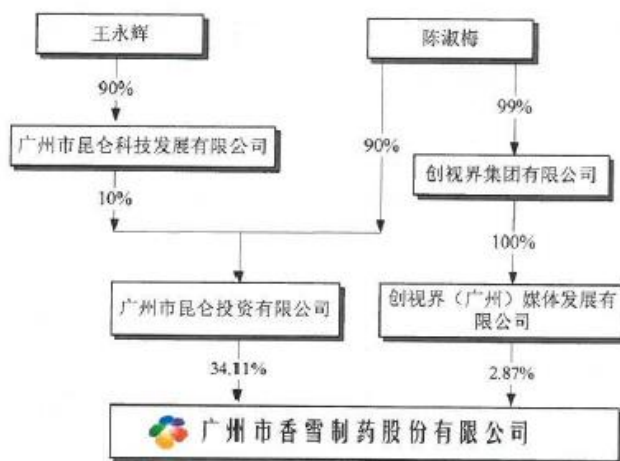 王永辉
陈淑梅
90%
99%
广州市昆仑科技发展有限公司
90%
创视界集团有限公司
10%
100%
广州市昆仑投资有限公司
创视界（广州）媒体发展有
限公司
34.11%
2.87%
广州市香雪制药股份有限公司